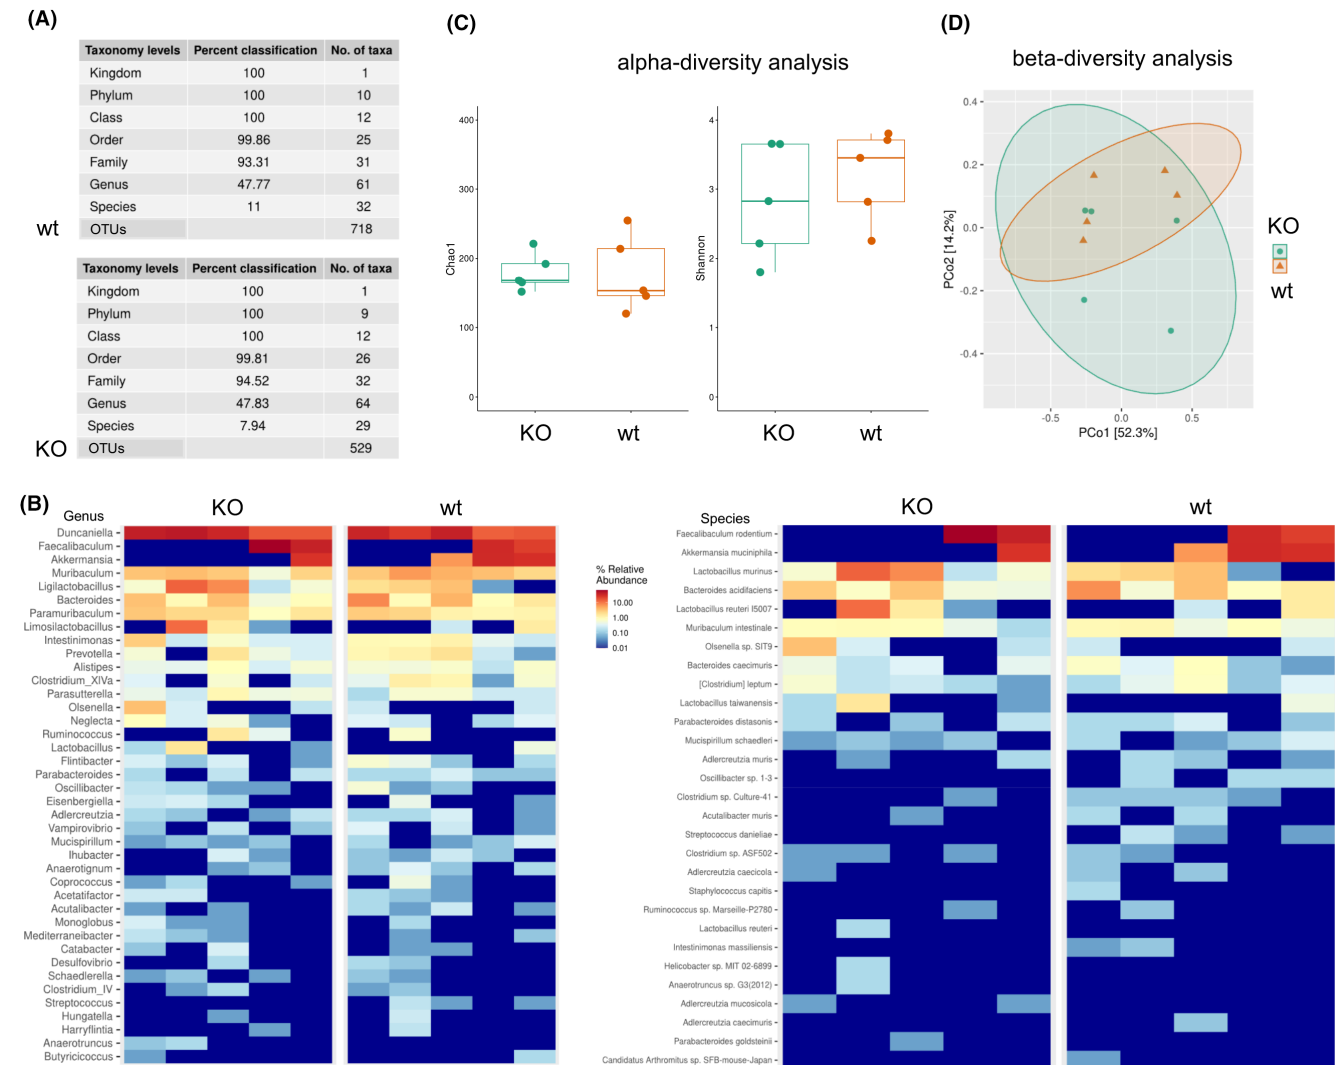 (A)
Taxonomy levels Percent classification No. of taxa
Kingdom 100 1
Phylum 100 10
Class 100 12
Order 99.86 25
Family 93.31 31
Genus 47.77 61
Species 11 32
wt OTUs 718
Taxonomy levels Percent classification No. of taxa
Kingdom 100 1
Phylum 100 9
Class 100 12
Order 99.81 26
Family 94.52 32
Genus 47.83 64
Species 7.94 29
KO OTUs 529
(C)
alpha-diversity analysis
Chao1
400
300
200
100
0
KO wt
Shannon
4
3
2
1
0
KO wt
(D)
beta-diversity analysis
PCo2 [14.2%]
0.4
0.2
0.0
-0.2
-0.4
-0.5 0.0 0.5
PCo1 [52.3%]
KO
wt
(B)
Genus KO wt
Duncaniella
Faecalibaculum
Akkermansia
Muribaculum
Ligilactobacillus
Bacteroides
Paramuribaculum
Limosilactobacillus
Intestinimonas
Prevotella
Alistipes
Clostridium_XIVa
Parasutterella
Olsenella
Neglecta
Ruminococcus
Lactobacillus
Flintibacter
Parabacteroides
Oscillibacter
Eisenbergiella
Adlercreutzia
Vampirovibrio
Mucispirillum
Ihubacter
Anaerotignum
Coprococcus
Acetatifactor
Acutalibacter
Monoglobus
Mediterraneibacter
Catabacter
Desulfovibrio
Schaedlerella
Clostridium_IV
Streptococcus
Hungatella
Harryflintia
Anaerotruncus
Butyricicoccus
% Relative
Abundance
10.00
1.00
0.10
0.01
Species KO wt
Faecalibaculum rodentium
Akkermansia muciniphila
Lactobacillus murinus
Bacteroides acidifaciens
Lactobacillus reuteri I5007
Muribaculum intestinale
Olsenella sp. SIT9
Bacteroides caecimuris
[Clostridium] leptum
Lactobacillus taiwanensis
Parabacteroides distasonis
Mucispirillum schaedleri
Adlercreutzia muris
Oscillibacter sp. 1-3
Clostridium sp. Culture-41
Acutalibacter muris
Streptococcus danieliae
Clostridium sp. ASF502
Adlercreutzia caecicola
Staphylococcus capitis
Ruminococcus sp. Marseille-P2780
Lactobacillus reuteri
Intestinimonas massiliensis
Helicobacter sp. MIT 02-6899
Anaerotruncus sp. G3(2012)
Adlercreutzia mucosicola
Adlercreutzia caecimuris
Parabacteroides goldsteinii
Candidatus Arthromitus sp. SFB-mouse-Japan